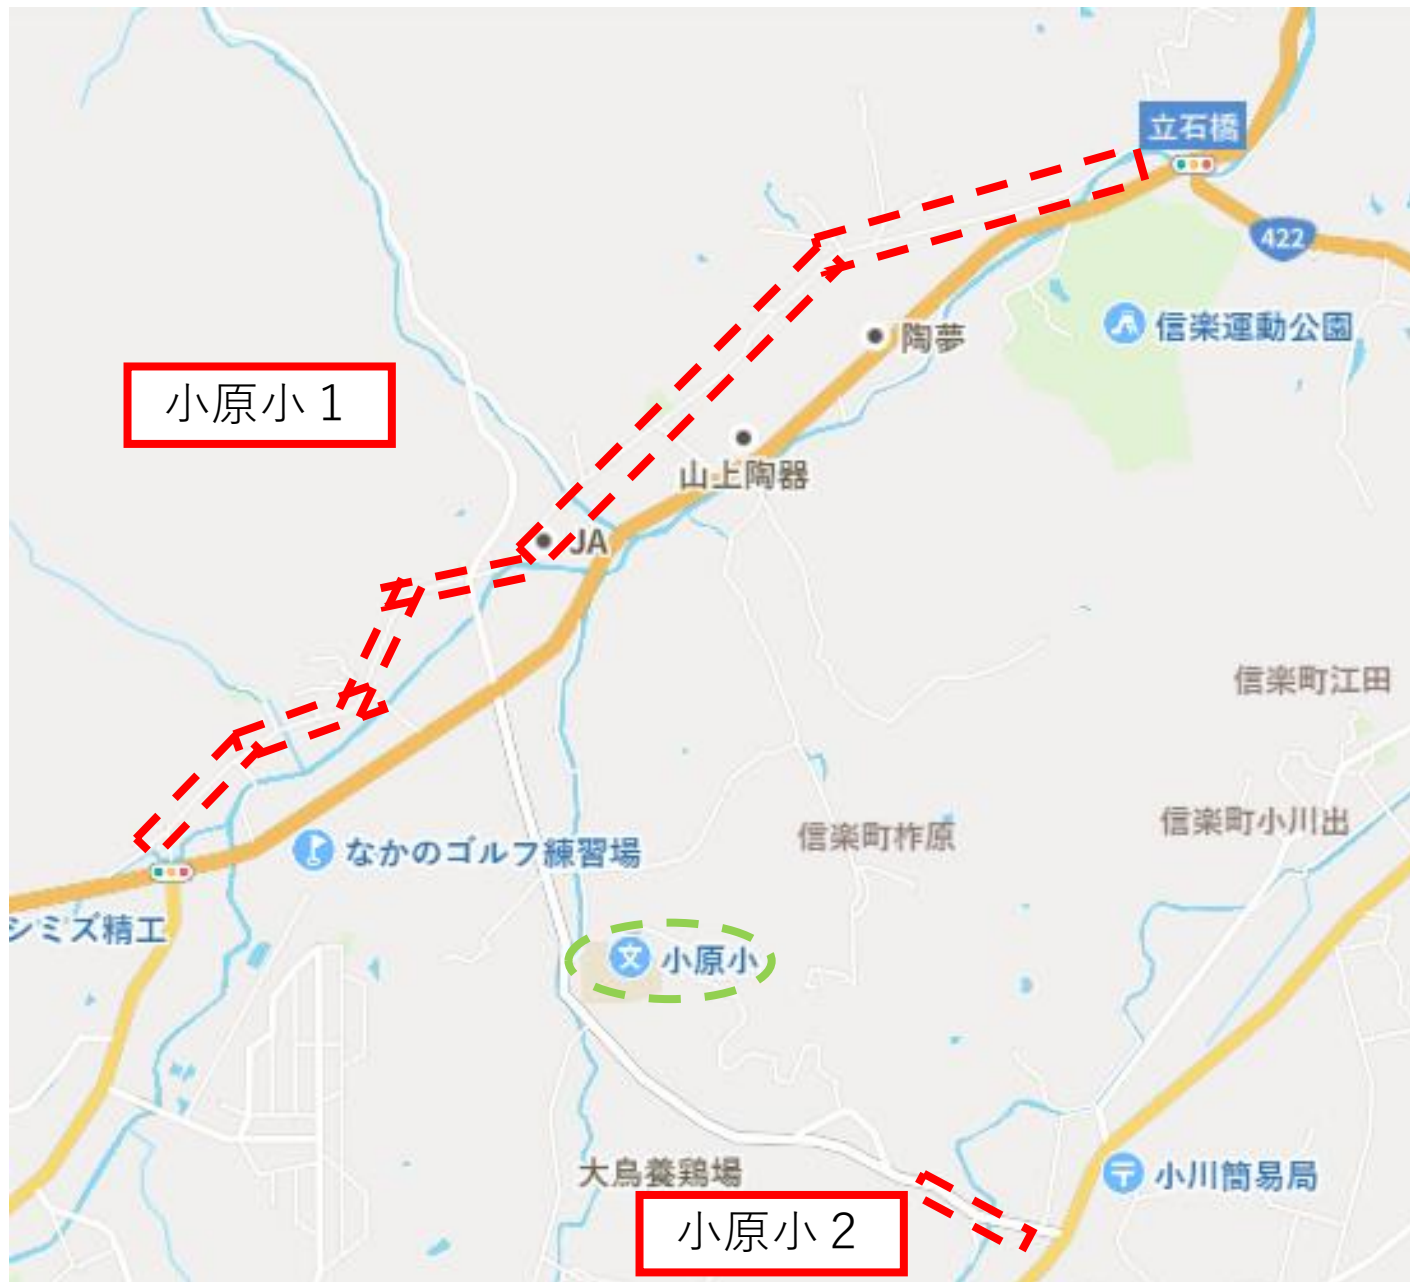 立石橋
422
信楽運動公園
陶夢
小原小1
山上陶器
JA
信楽町江田
信楽町小川出
信楽町柞原
なかのゴルフ練習場
シミズ精工
文
小原小
大鳥養鶏場
小川簡易局
小原小2